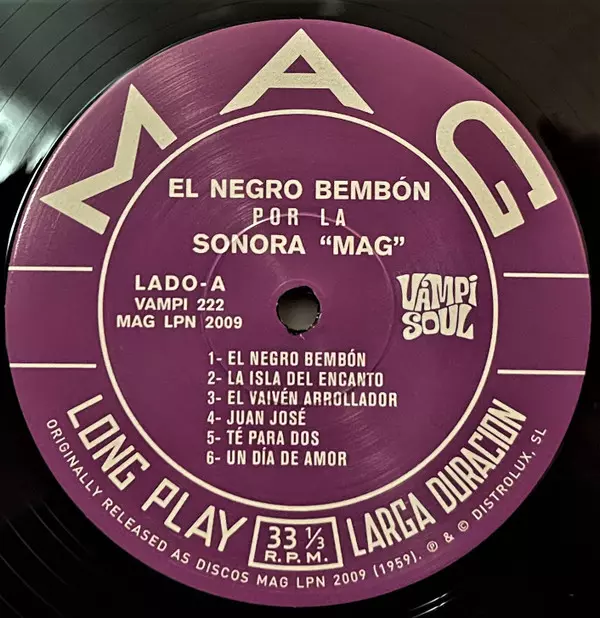 MAG
EL NEGRO BEMBÓN
POR LA
SONORA "MAG"
LADO-A
VAMPI 222
MAG LPN 2009
VAMPI
SOUL
1- EL NEGRO BEMBÓN
2- LA ISLA DEL ENCANTO
3- EL VAIVÉN ARROLLADOR
4- JUAN JOSÉ
5- TÉ PARA DOS
6- UN DÍA DE AMOR
LONG PLAY
33 1/3
R.P.M.
LARGA DURACION
ORIGINALLY RELEASED AS DISCOS MAG LPN 2009 (1959). ℗ & © DISTROLUX, SL